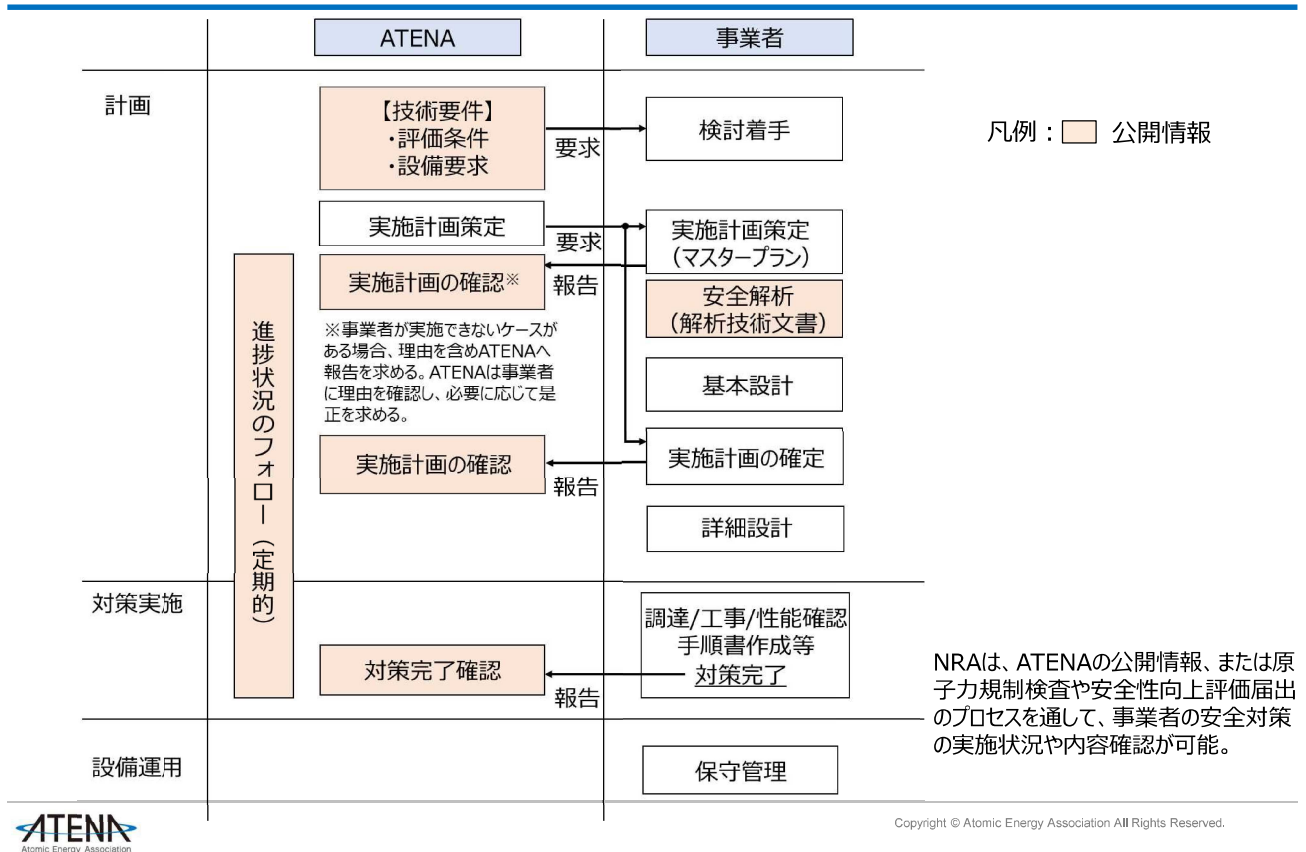 ATENA
事業者
計画
【技術要件】
・評価条件
・設備要求
要求
検討着手
凡例：
公開情報
実施計画策定
要求
実施計画策定
（マスタープラン）
実施計画の確認※
報告
安全解析
（解析技術文書）
※事業者が実施できないケースが
ある場合、理由を含めATENAへ
報告を求める。ATENAは事業者
に理由を確認し、必要に応じて是
正を求める。
基本設計
実施計画の確認
報告
実施計画の確定
詳細設計
進捗状況のフォロー（定期的）
対策実施
調達/工事/性能確認
手順書作成等
対策完了
対策完了確認
報告
NRAは、ATENAの公開情報、または原
子力規制検査や安全性向上評価届出
のプロセスを通して、事業者の安全対策
の実施状況や内容確認が可能。
設備運用
保守管理
ATENA
Atomic Energy Association
Copyright © Atomic Energy Association All Rights Reserved.